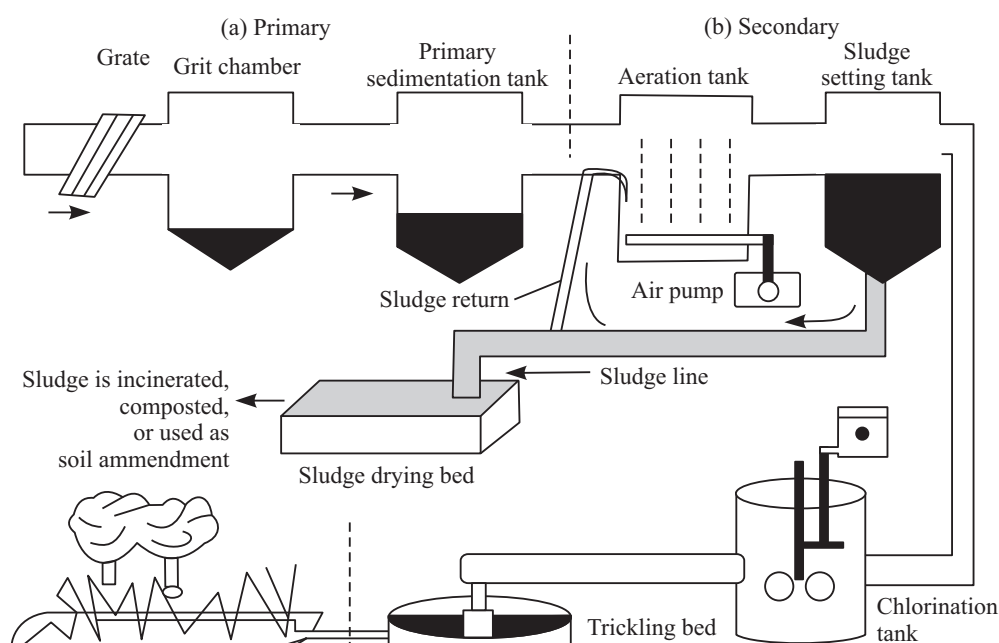 (a) Primary
(b) Secondary
Grate
Grit chamber
Primary
sedimentation tank
Aeration tank
Sludge
setting tank
Sludge return
Air pump
Sludge line
Sludge is incinerated,
composted,
or used as
soil ammendment
Sludge drying bed
Trickling bed
Chlorination
tank